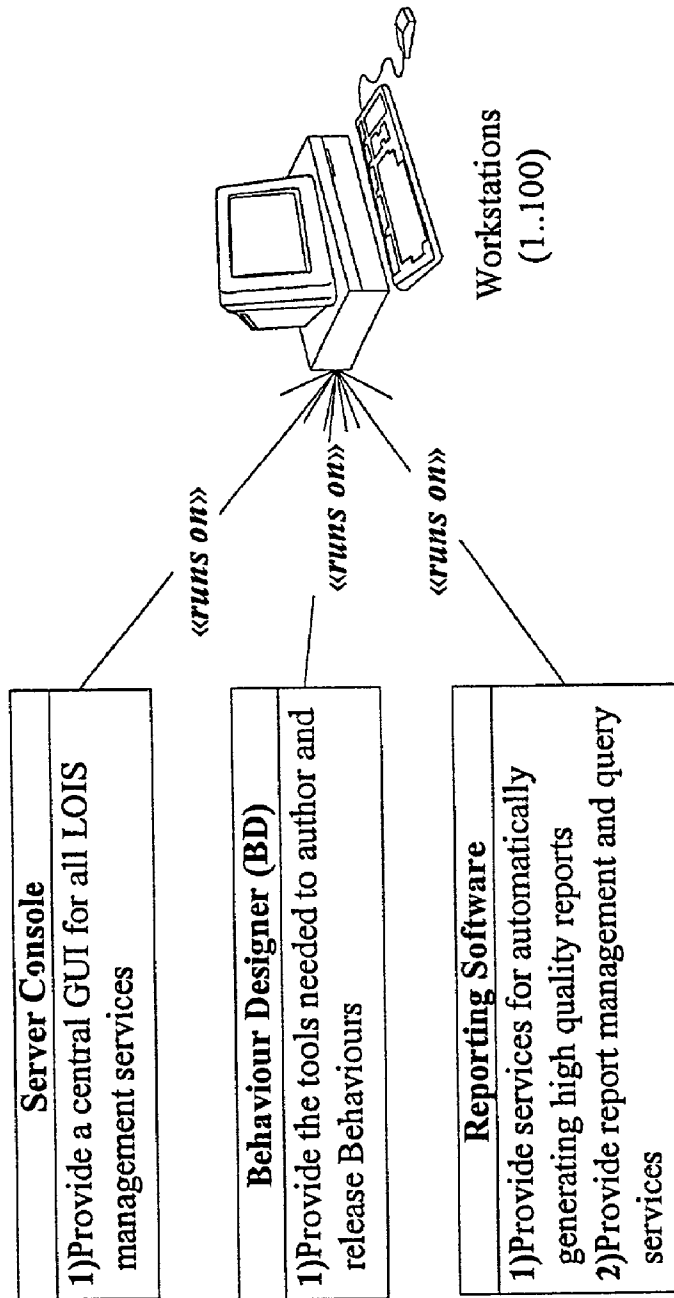 Server Console
1)Provide a central GUI for all LOIS
management services
Behaviour Designer (BD)
1)Provide the tools needed to author and
release Behaviours
Reporting Software
1)Provide services for automatically
generating high quality reports
2)Provide report management and query
services
«runs on»
«runs on»
«runs on»
Workstations
(1..100)